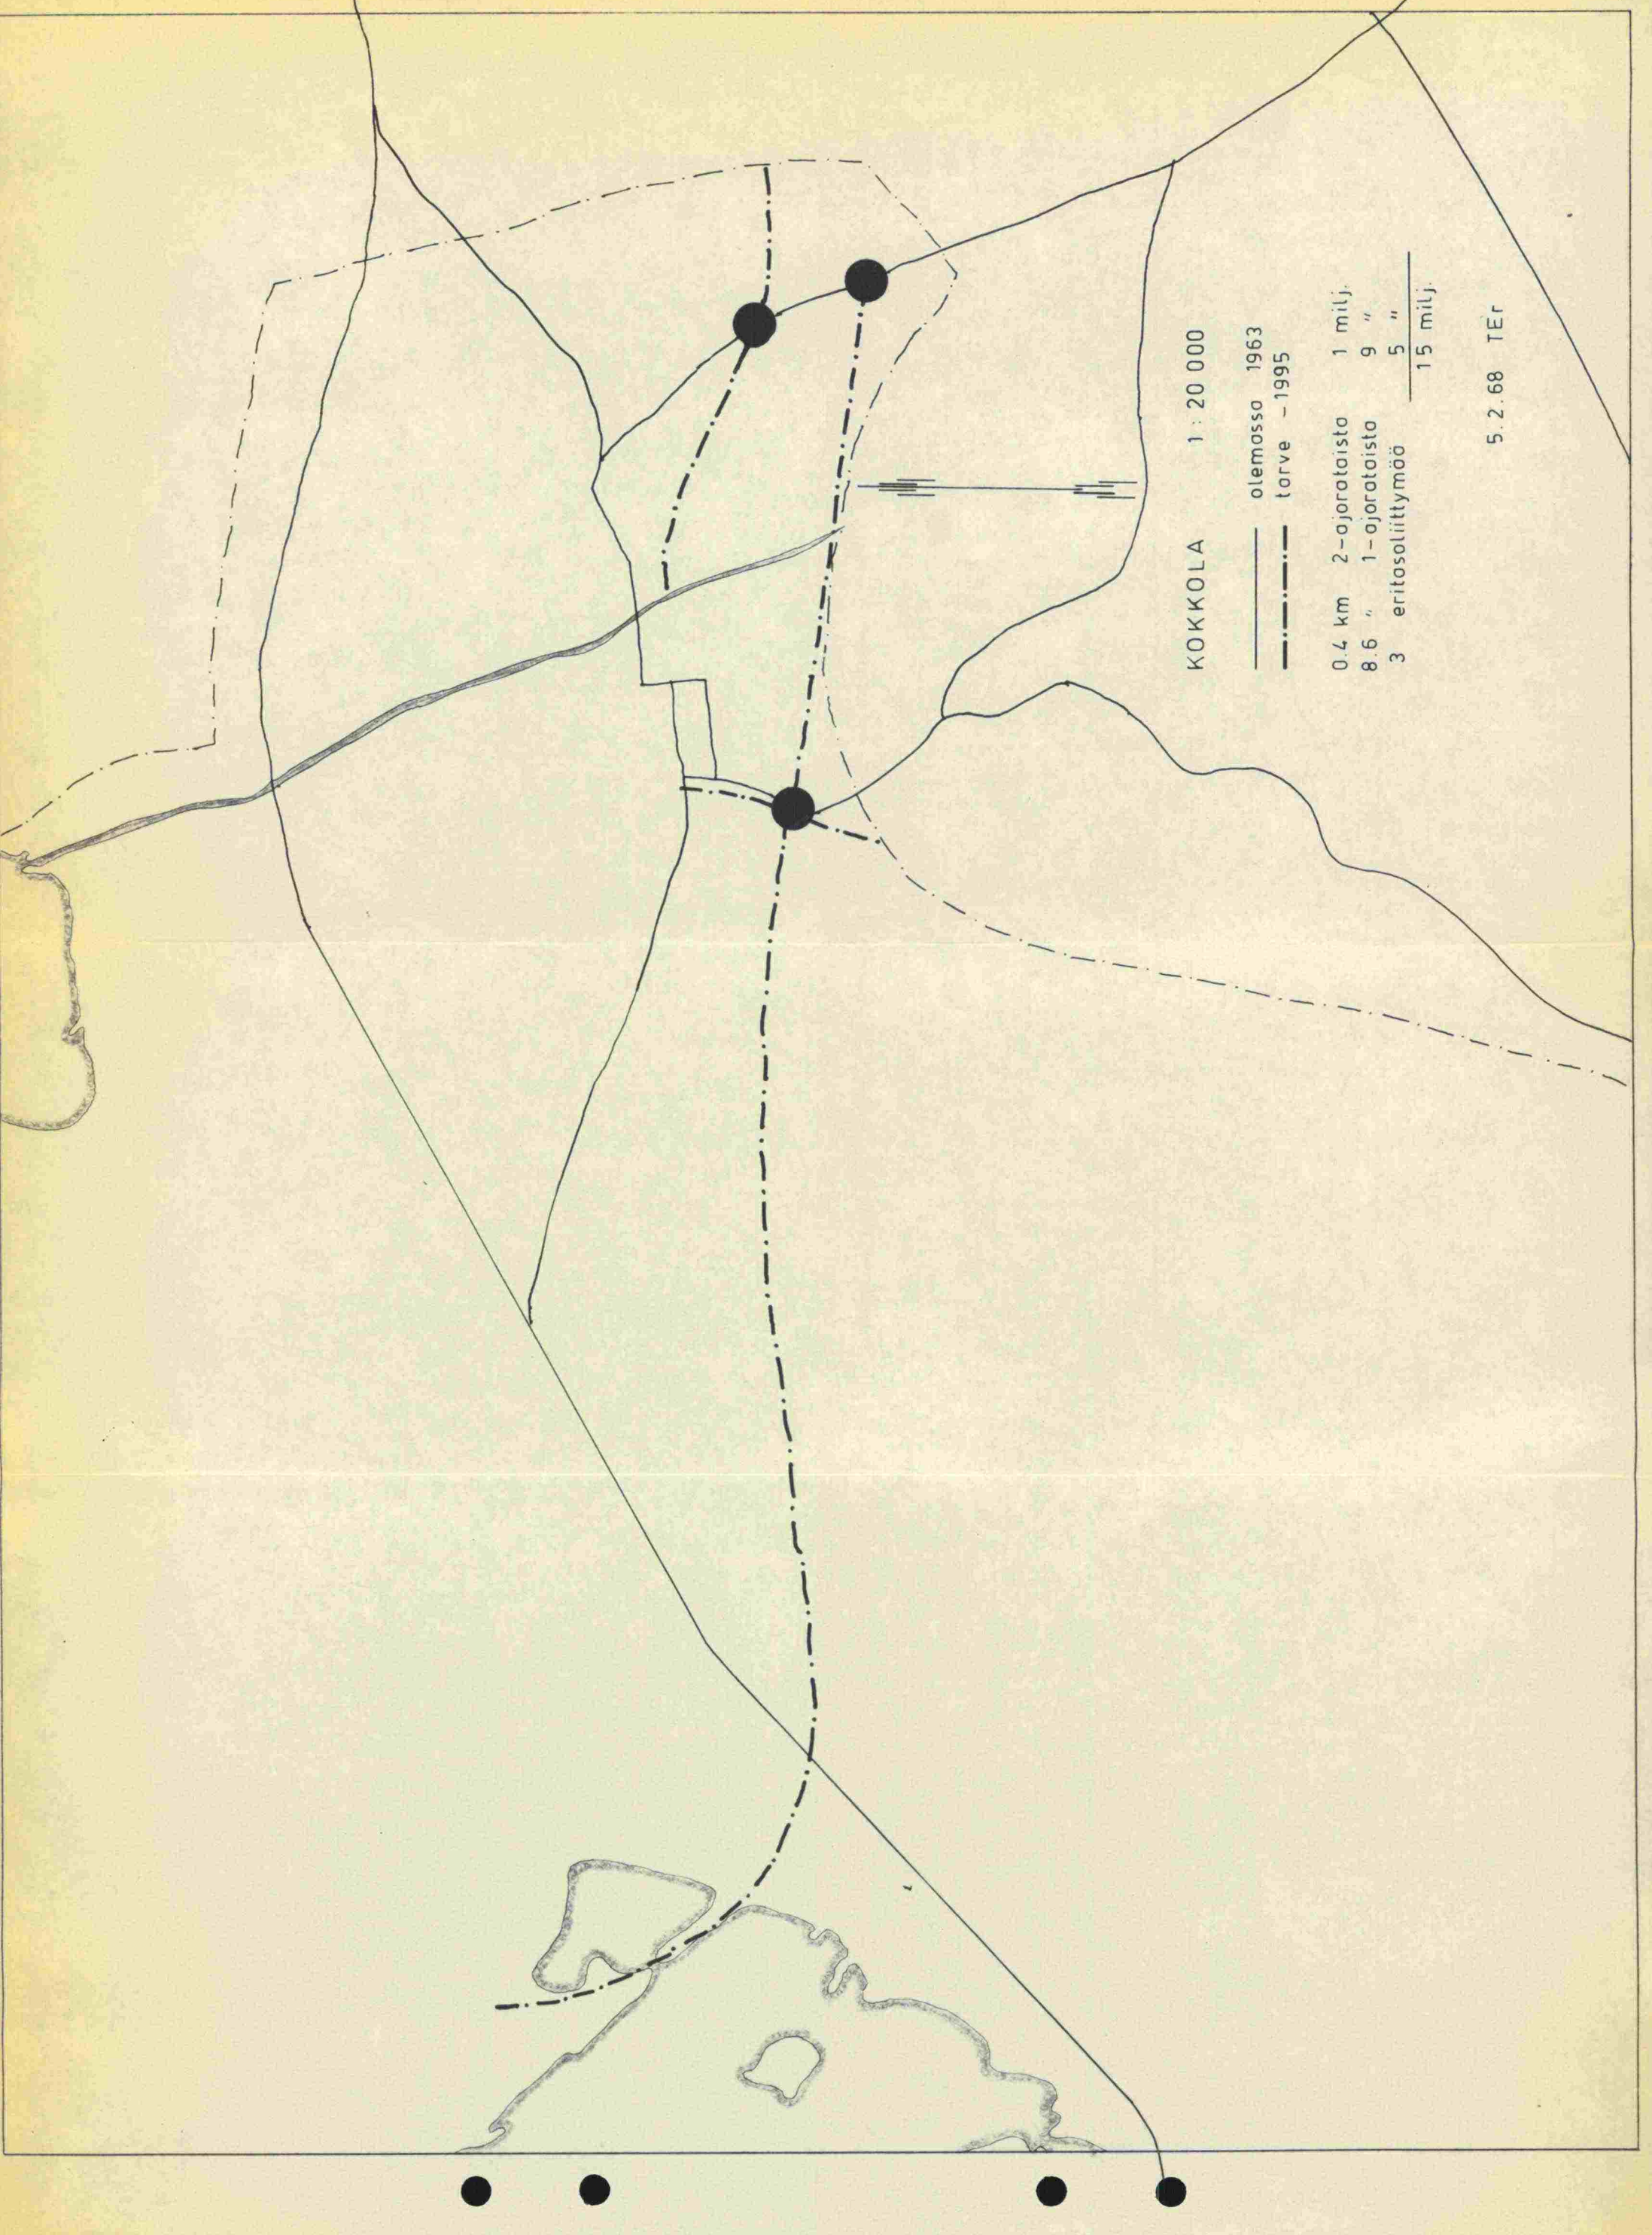 KOKKOLA 1 : 20 000
olemassa 1963
tarve – 1995
0.4 km 2-ajorataista 1 milj.
8.6 " 1-ajorataista 9 "
3 eritasoliittymää 5 "
15 milj.
5.2.68 TEr